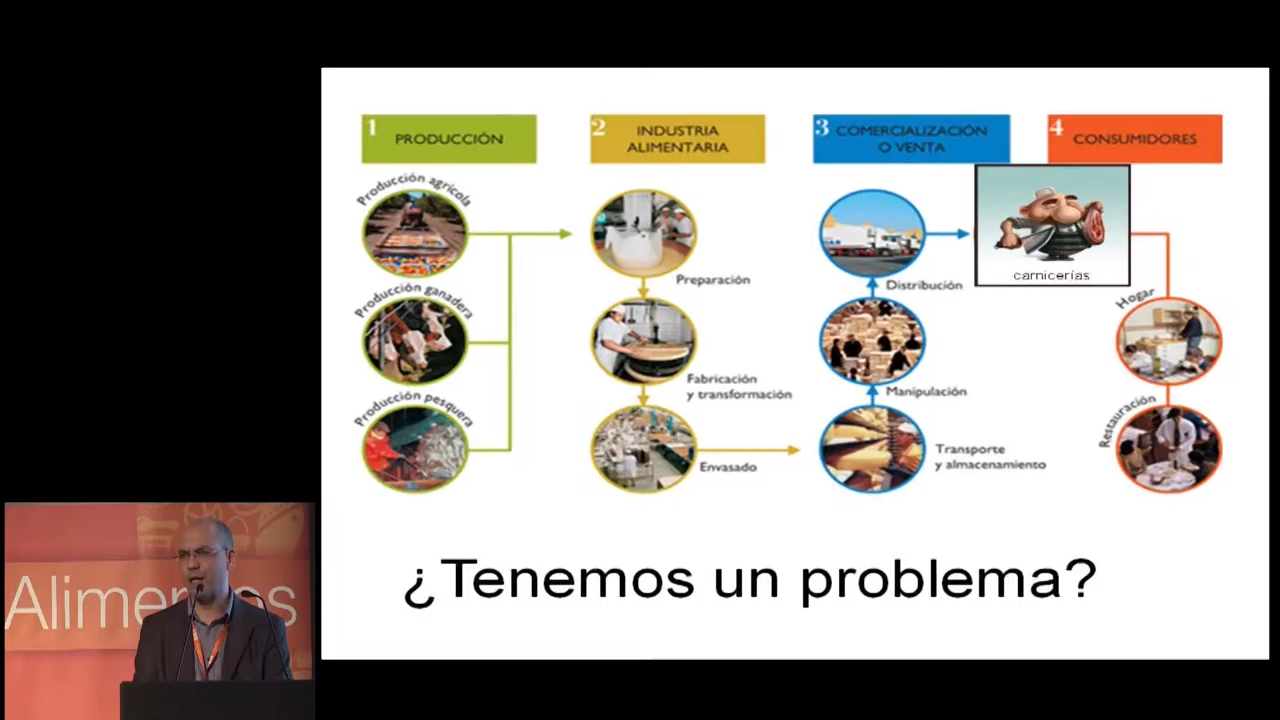 1 PRODUCCIÓN
Producción agrícola
Producción ganadera
Producción pesquera
2 INDUSTRIA
ALIMENTARIA
Preparación
Fabricación
y transformación
Envasado
3 COMERCIALIZACIÓN
O VENTA
Distribución
Manipulación
Transporte
y almacenamiento
carnicerías
4 CONSUMIDORES
Hogar
Restauración
¿Tenemos un problema?